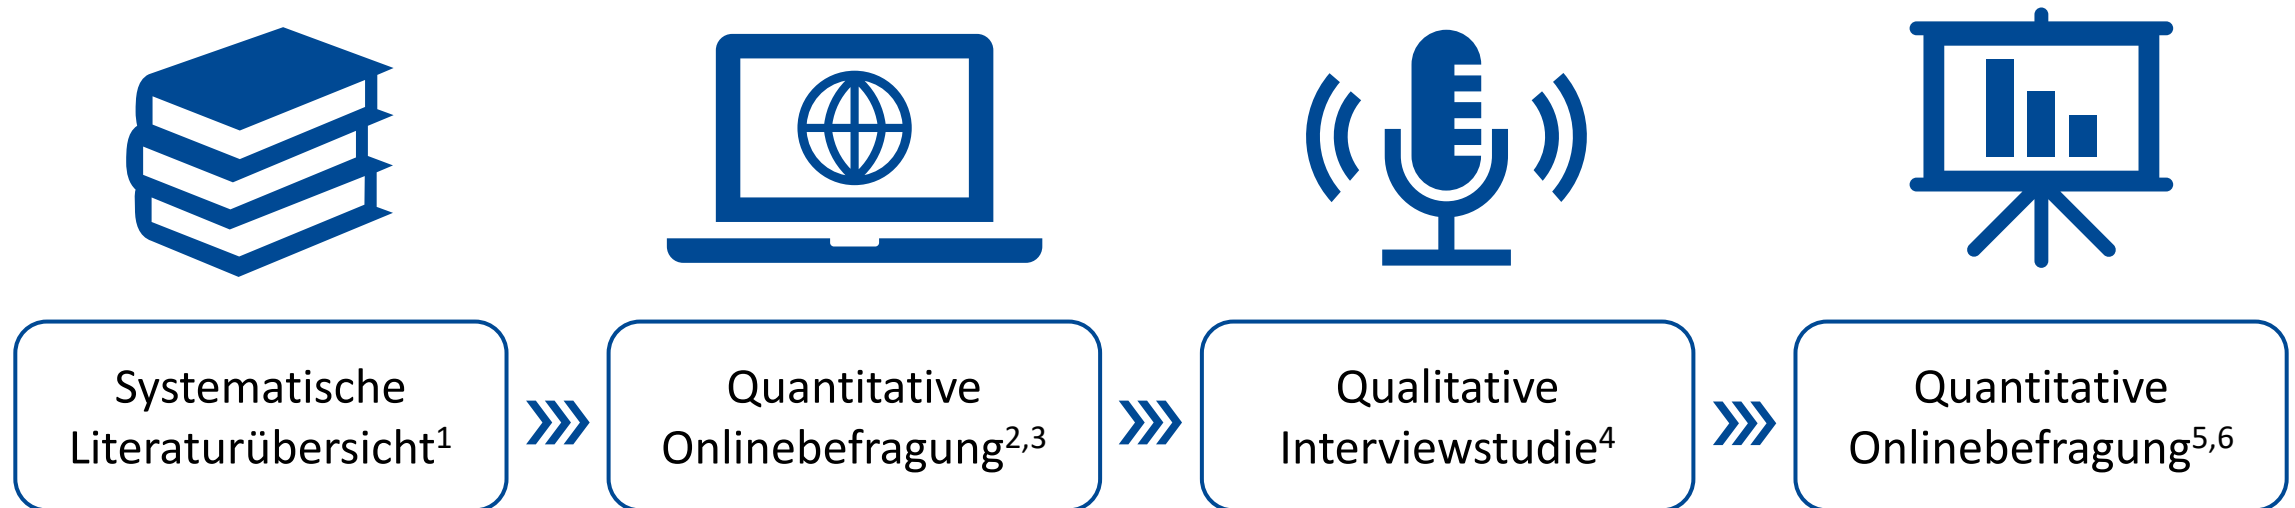 Systematische
Literaturübersicht¹
Quantitative
Onlinebefragung²,³
Qualitative
Interviewstudie⁴
Quantitative
Onlinebefragung⁵,⁶